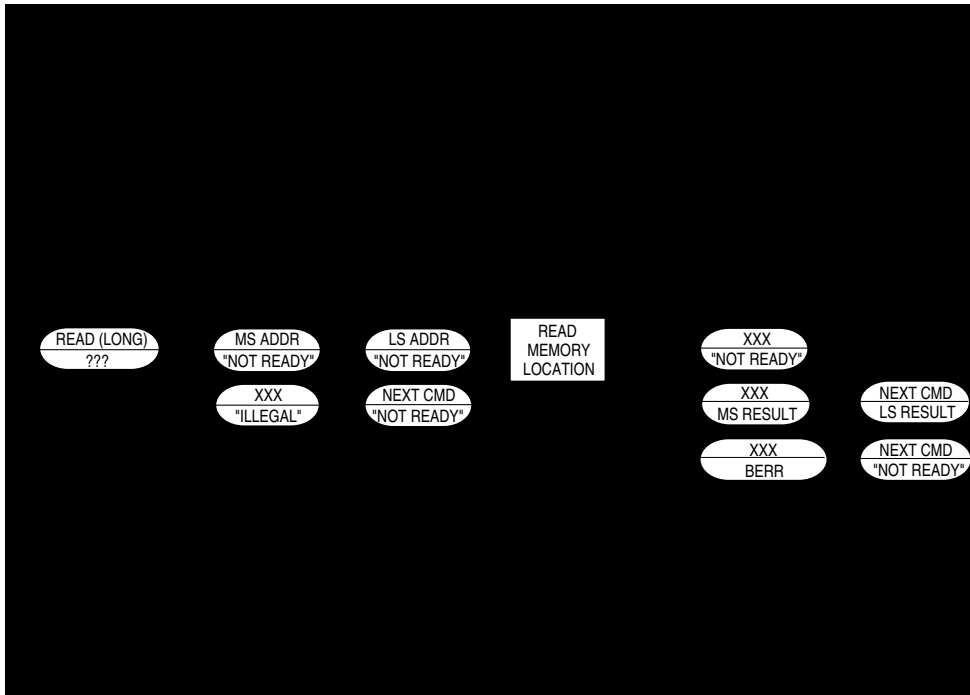 READ (LONG)
???
MS ADDR
"NOT READY"
XXX
"ILLEGAL"
LS ADDR
"NOT READY"
NEXT CMD
"NOT READY"
READ
MEMORY
LOCATION
XXX
"NOT READY"
XXX
MS RESULT
XXX
BERR
NEXT CMD
LS RESULT
NEXT CMD
"NOT READY"